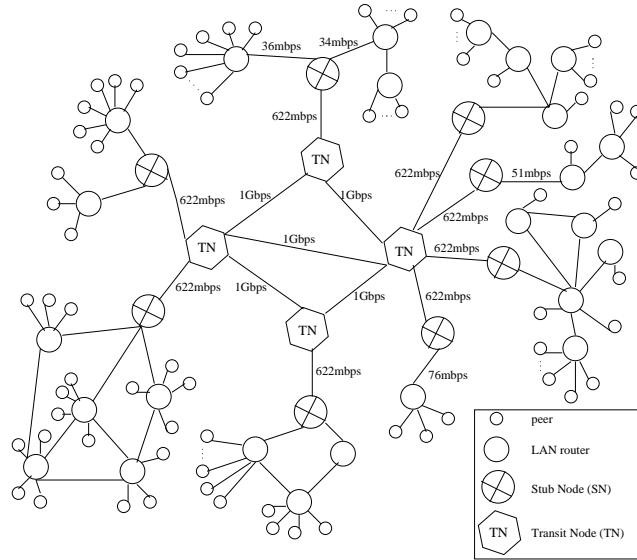 36mbps
34mbps
622mbps
TN
622mbps
51mbps
1Gbps
1Gbps
622mbps
622mbps
TN
1Gbps
TN
622mbps
622mbps
1Gbps
1Gbps
622mbps
TN
622mbps
76mbps
peer
LAN router
Stub Node (SN)
TN
Transit Node (TN)